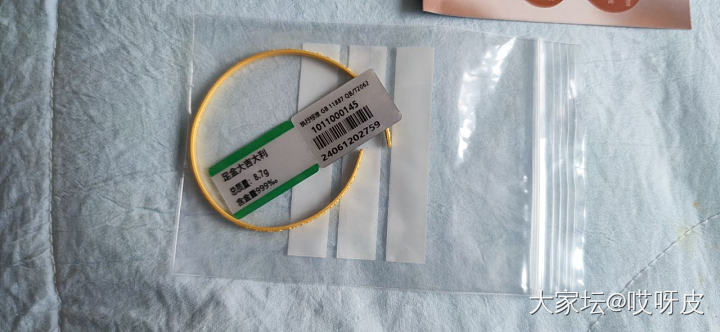 足金大吉大利
总质量：8.7g
含金量999‰
执行标准 GB 11887 QB/T2062
1011000145
24061202759
大家坛@哎呀皮